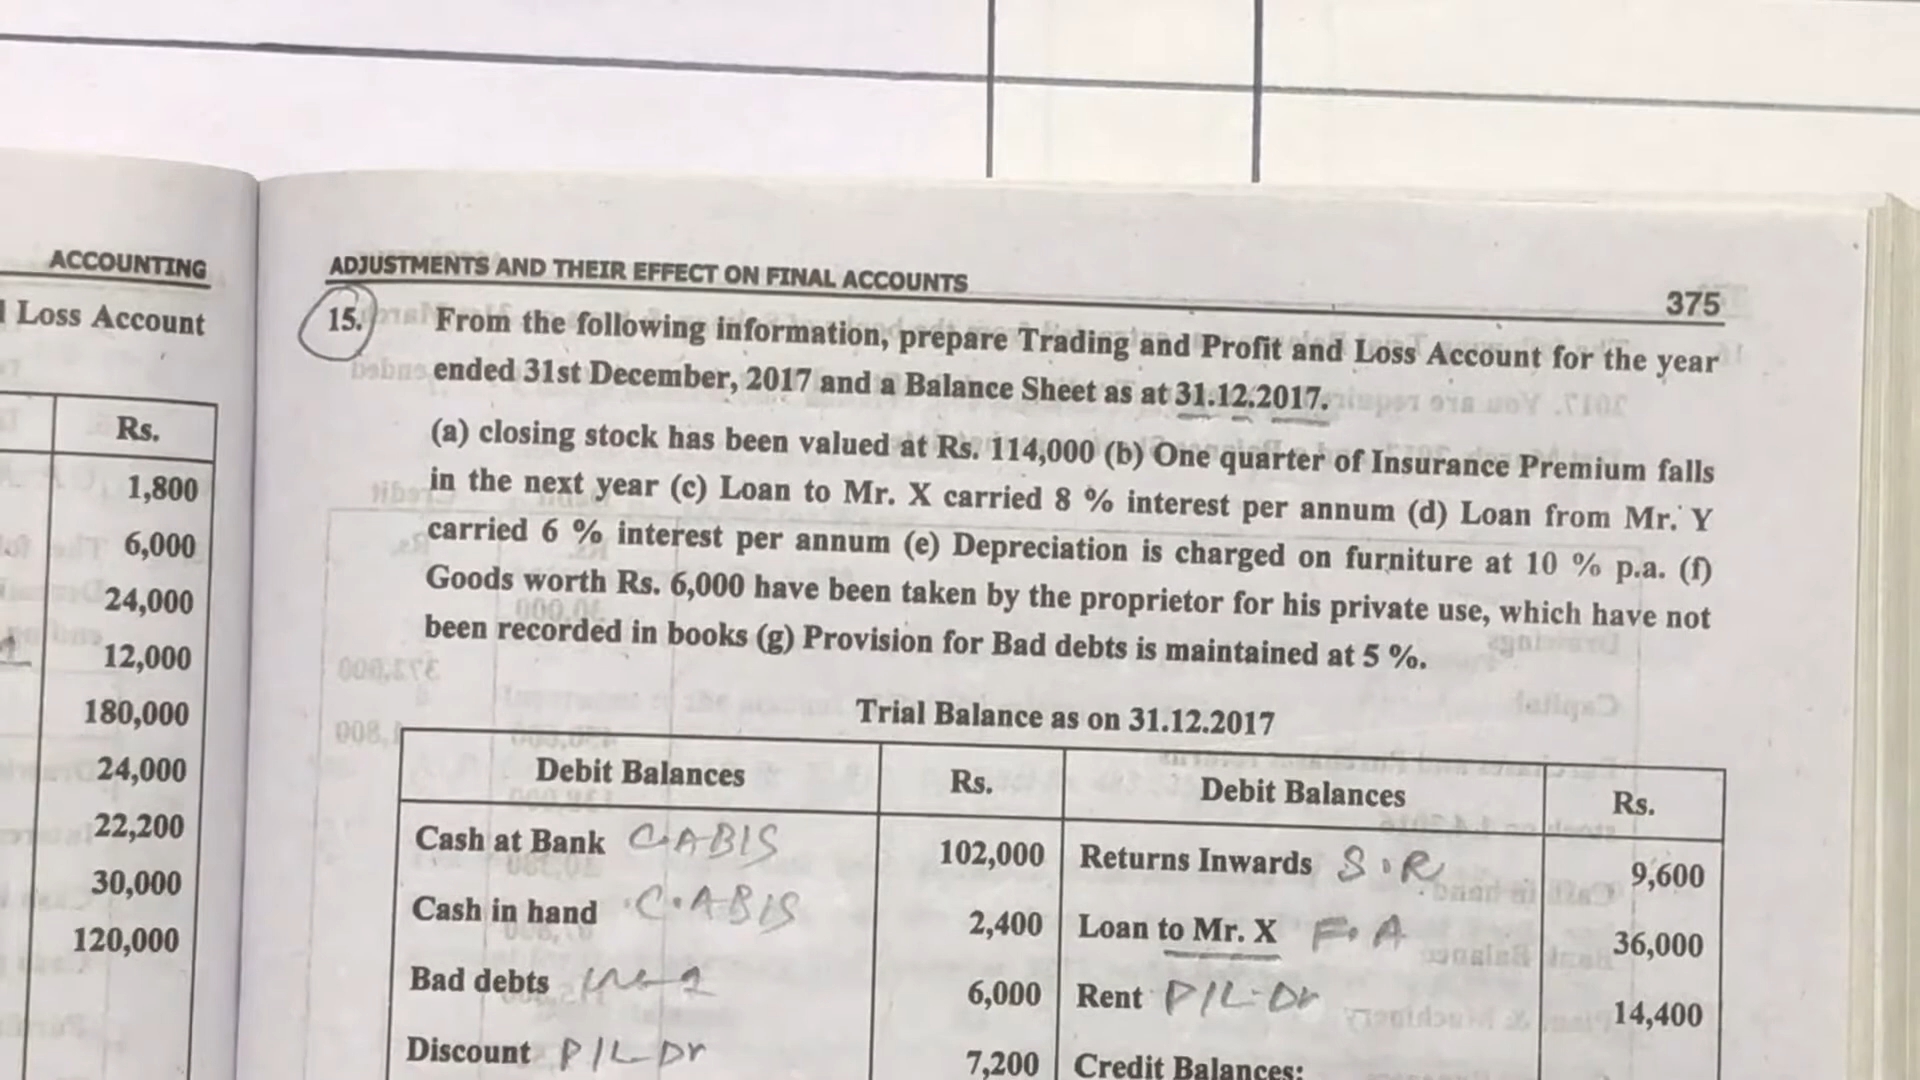 ACCOUNTING
Loss Account
Rs.
1,800
6,000
24,000
12,000
180,000
24,000
22,200
30,000
120,000
ADJUSTMENTS AND THEIR EFFECT ON FINAL ACCOUNTS 375
15. From the following information, prepare Trading and Profit and Loss Account for the year
ended 31st December, 2017 and a Balance Sheet as at 31.12.2017.
(a) closing stock has been valued at Rs. 114,000 (b) One quarter of Insurance Premium falls
in the next year (c) Loan to Mr. X carried 8 % interest per annum (d) Loan from Mr. Y
carried 6 % interest per annum (e) Depreciation is charged on furniture at 10 % p.a. (f)
Goods worth Rs. 6,000 have been taken by the proprietor for his private use, which have not
been recorded in books (g) Provision for Bad debts is maintained at 5 %.
Trial Balance as on 31.12.2017
Debit Balances Rs. Debit Balances Rs.
Cash at Bank C.A BIS 102,000 Returns Inwards S.R 9,600
Cash in hand C.A BIS 2,400 Loan to Mr. X F.A 36,000
Bad debts 6,000 Rent P/L Dr 14,400
Discount P/L Dr 7,200 Credit Balances: